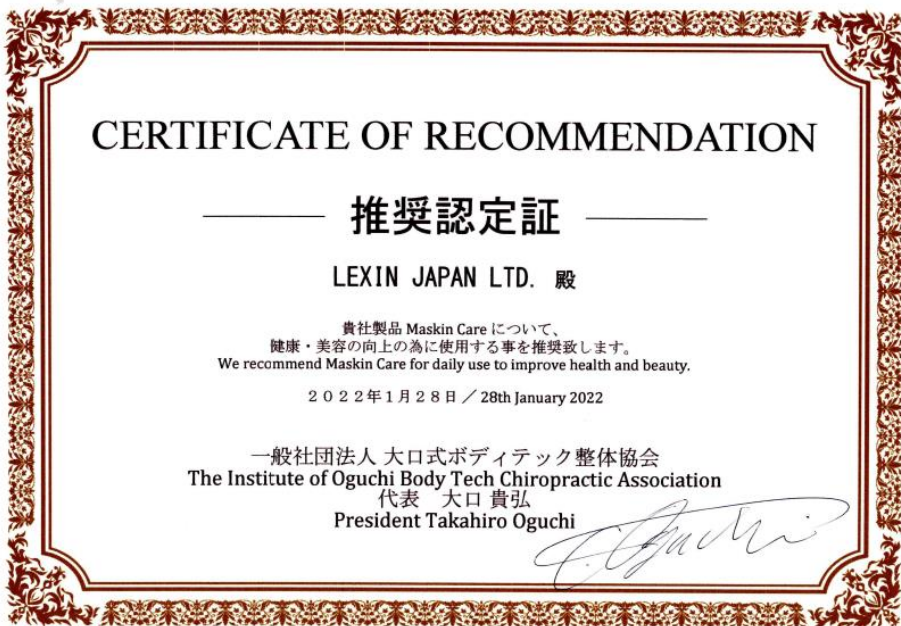 CERTIFICATE OF RECOMMENDATION
推奨認定証
LEXIN JAPAN LTD. 殿
貴社製品 Maskin Care について、
健康・美容の向上の為に使用する事を推奨致します。
We recommend Maskin Care for daily use to improve health and beauty.
2022年1月28日／28th January 2022
一般社団法人 大口式ボディテック整体協会
The Institute of Oguchi Body Tech Chiropractic Association
代表　大口 貴弘
President Takahiro Oguchi
T. Oguchi